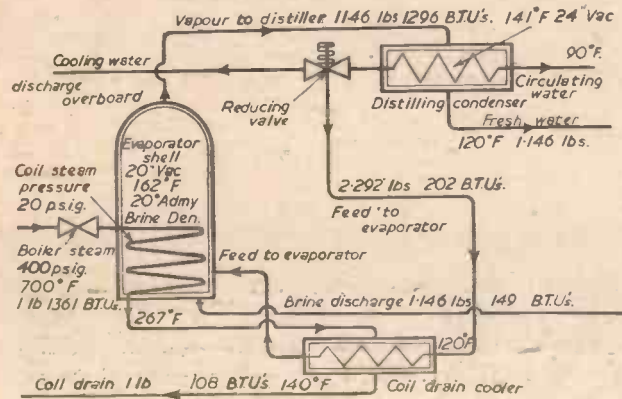 Vapour to distiller 1146 lbs 1296 B.T.U's. 141°F 24" Vac
Cooling water
90°F.
discharge
overboard
Reducing
valve
Distilling condenser
Circulating
water
Fresh water
120°F 1·146 lbs.
Evaporator
shell
20" Vac
162°F
20°Admy
Brine Den.
Coil steam
pressure
20 p.s.i.g.
2·292 lbs 202 B.T.U's.
Feed to
evaporator
Boiler steam
400 psig.
700°F
1 lb 1361 B.T.U's.
Feed to evaporator
Brine discharge 1·146 lbs 149 B.T.U's.
267°F
120°F
Coil drain 1 lb 108 B.T.U's 140°F Coil drain cooler